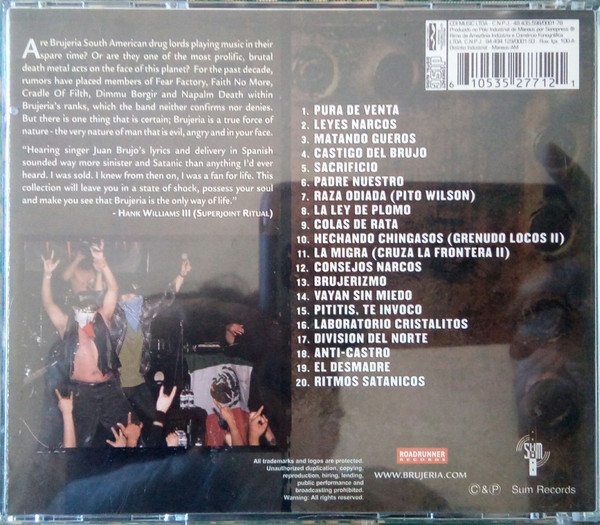 Are Brujeria South American drug lords playing music in their
spare time? Or are they one of the most prolific, brutal
death metal acts on the face of this planet? For the past decade,
rumors have placed members of Fear Factory, Faith No More,
Cradle Of Filth, Dimmu Borgir and Napalm Death within
Brujeria's ranks, which the band neither confirms nor denies.
But there is one thing that is certain; Brujeria is a true force of
nature - the very nature of man that is evil, angry and in your face.
"Hearing singer Juan Brujo's lyrics and delivery in Spanish
sounded way more sinister and Satanic than anything I'd ever
heard. I was sold. I knew from then on, I was a fan for life. This
collection will leave you in a state of shock, possess your soul
and make you see that Brujeria is the only way of life."
- Hank Williams III (Superjoint Ritual)
6 10535 27712 1
1. PURA DE VENTA
2. LEYES NARCOS
3. MATANDO GUEROS
4. CASTIGO DEL BRUJO
5. SACRIFICIO
6. PADRE NUESTRO
7. RAZA ODIADA (PITO WILSON)
8. LA LEY DE PLOMO
9. COLAS DE RATA
10. HECHANDO CHINGASOS (GRENUDO LOCOS II)
11. LA MIGRA (CRUZA LA FRONTERA II)
12. CONSEJOS NARCOS
13. BRUJERIZMO
14. VAYAN SIN MIEDO
15. PITITIS, TE INVOCO
16. LABORATORIO CRISTALITOS
17. DIVISION DEL NORTE
18. ANTI-CASTRO
19. EL DESMADRE
20. RITMOS SATANICOS
All trademarks and logos are protected.
Unauthorized duplication, copying,
reproduction, hiring, lending,
public performance and
broadcasting prohibited.
Warning: All rights reserved.
ROADRUNNER
RECORDS
WWW.BRUJERIA.COM
SUM
© & ℗ Sum Records